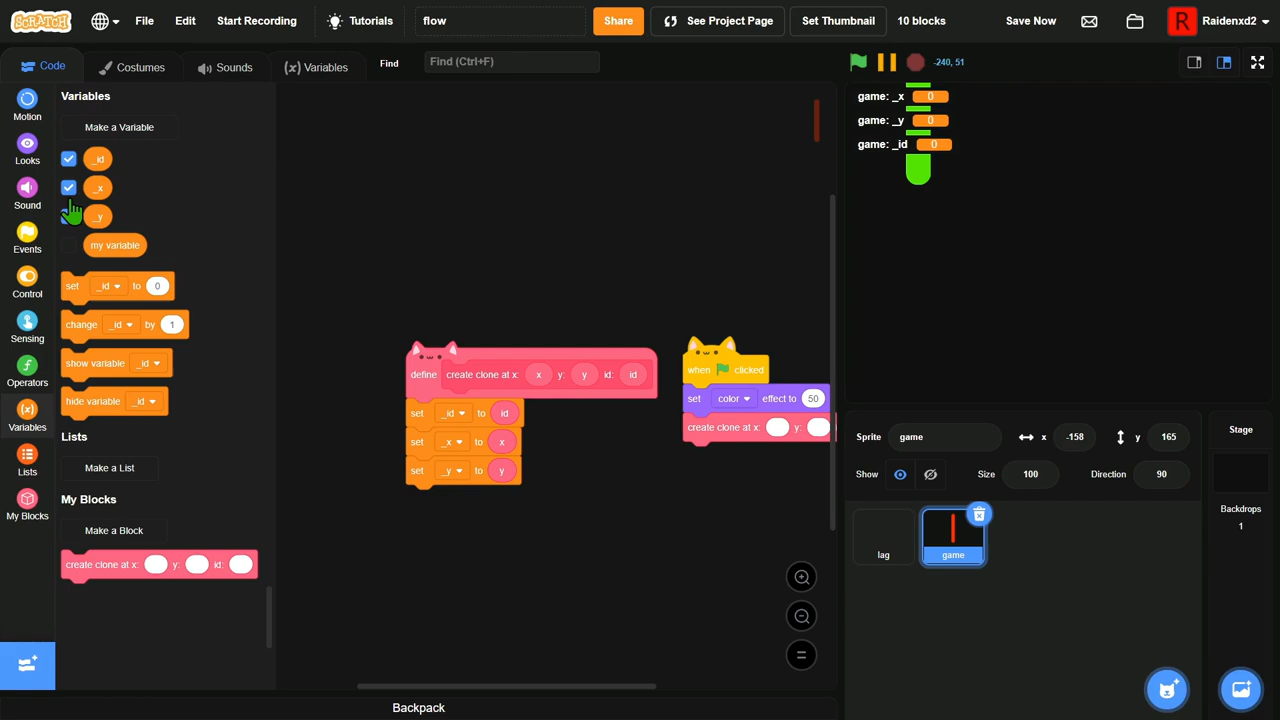 SCRATCH File Edit Start Recording Tutorials flow Share See Project Page Set Thumbnail 10 blocks Save Now R Raidenxd2
Code Costumes Sounds (x) Variables Find Find (Ctrl+F) -240, 51
Motion
Looks
Sound
Events
Control
Sensing
Operators
Variables
Lists
My Blocks
Variables
Make a Variable
_id
_x
_y
my variable
set _id to 0
change _id by 1
show variable _id
hide variable _id
Lists
Make a List
My Blocks
Make a Block
create clone at x: y: id:
define create clone at x: x y: y id: id
set _id to id
set _x to x
set _y to y
when clicked
set color effect to 50
create clone at x: y:
Backpack
game: _x 0
game: _y 0
game: _id 0
Sprite game x -158 y 165
Show Size 100 Direction 90
lag
game
Stage
Backdrops
1